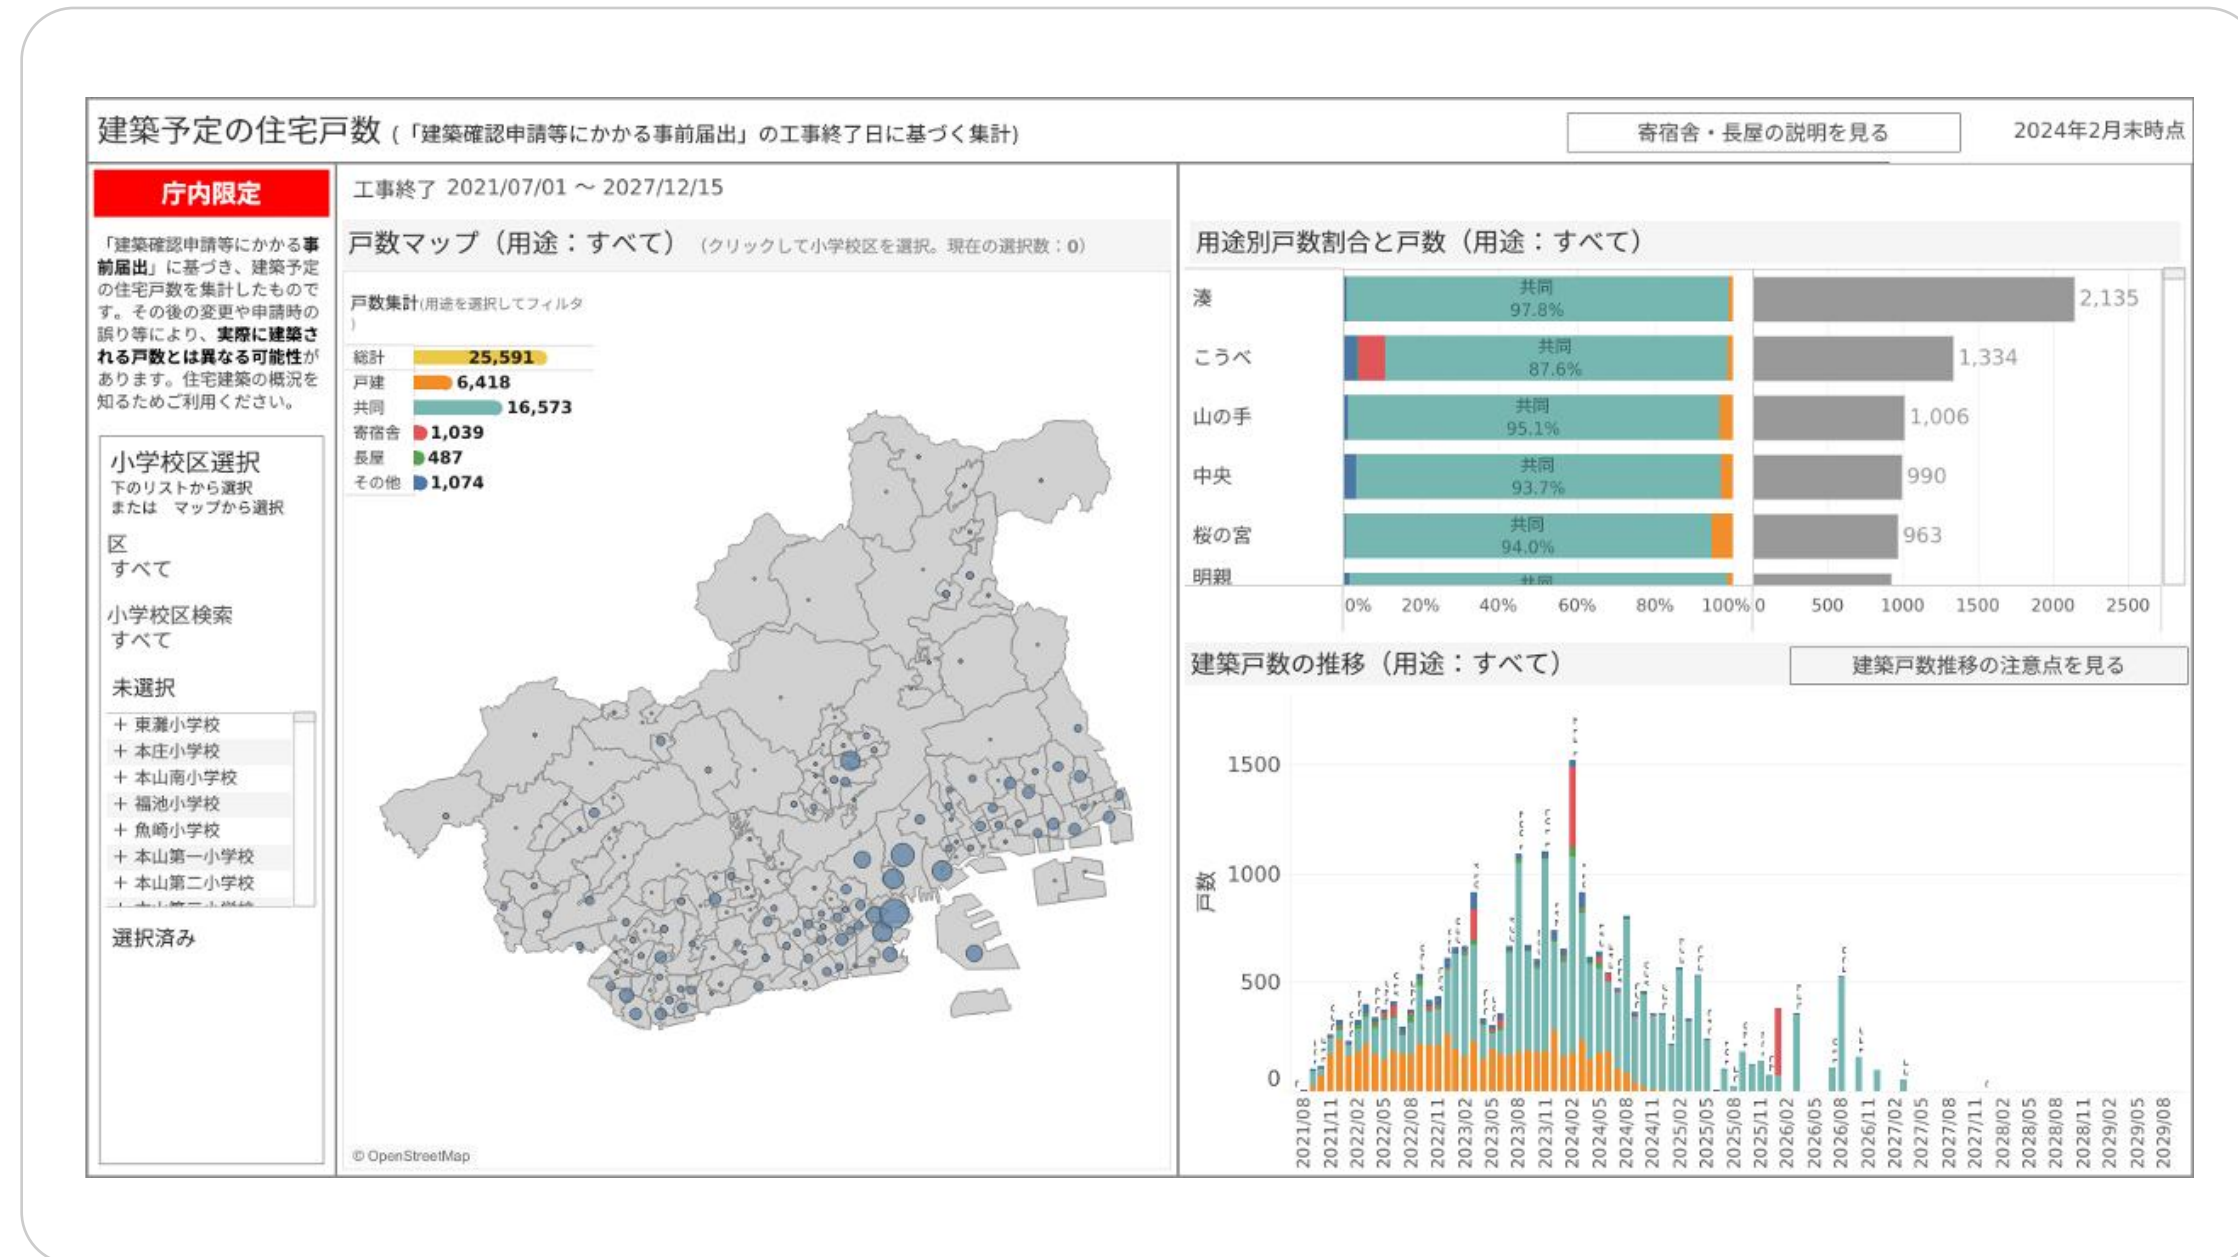 建築予定の住宅戸数 (「建築確認申請等にかかる事前届出」の工事終了日に基づく集計)
寄宿舎・長屋の説明を見る
2024年2月末時点
庁内限定
「建築確認申請等にかかる事
前届出」に基づき、建築予定
の住宅戸数を集計したもので
す。その後の変更や申請時の
誤り等により、実際に建築さ
れる戸数とは異なる可能性が
あります。住宅建築の概況を
知るためご利用ください。
小学校区選択
下のリストから選択
または　マップから選択
区
すべて
小学校区検索
すべて
未選択
＋ 東灘小学校
＋ 本庄小学校
＋ 本山南小学校
＋ 福池小学校
＋ 魚崎小学校
＋ 本山第一小学校
＋ 本山第二小学校
選択済み
工事終了 2021/07/01 ～ 2027/12/15
戸数マップ（用途：すべて）（クリックして小学校区を選択。現在の選択数：0）
戸数集計(用途を選択してフィルタ
)
総計 25,591
戸建 6,418
共同 16,573
寄宿舎 1,039
長屋 487
その他 1,074
© OpenStreetMap
用途別戸数割合と戸数（用途：すべて）
湊 共同 97.8% 2,135
こうべ 共同 87.6% 1,334
山の手 共同 95.1% 1,006
中央 共同 93.7% 990
桜の宮 共同 94.0% 963
明親 共同
0% 20% 40% 60% 80% 100% 0 500 1000 1500 2000 2500
建築戸数の推移（用途：すべて）
建築戸数推移の注意点を見る
戸数
1500
1000
500
0
2021/08 2021/11 2022/02 2022/05 2022/08 2022/11 2023/02 2023/05 2023/08 2023/11 2024/02 2024/05 2024/08 2024/11 2025/02 2025/05 2025/08 2025/11 2026/02 2026/05 2026/08 2026/11 2027/02 2027/05 2027/08 2027/11 2028/02 2028/05 2028/08 2028/11 2029/02 2029/05 2029/08